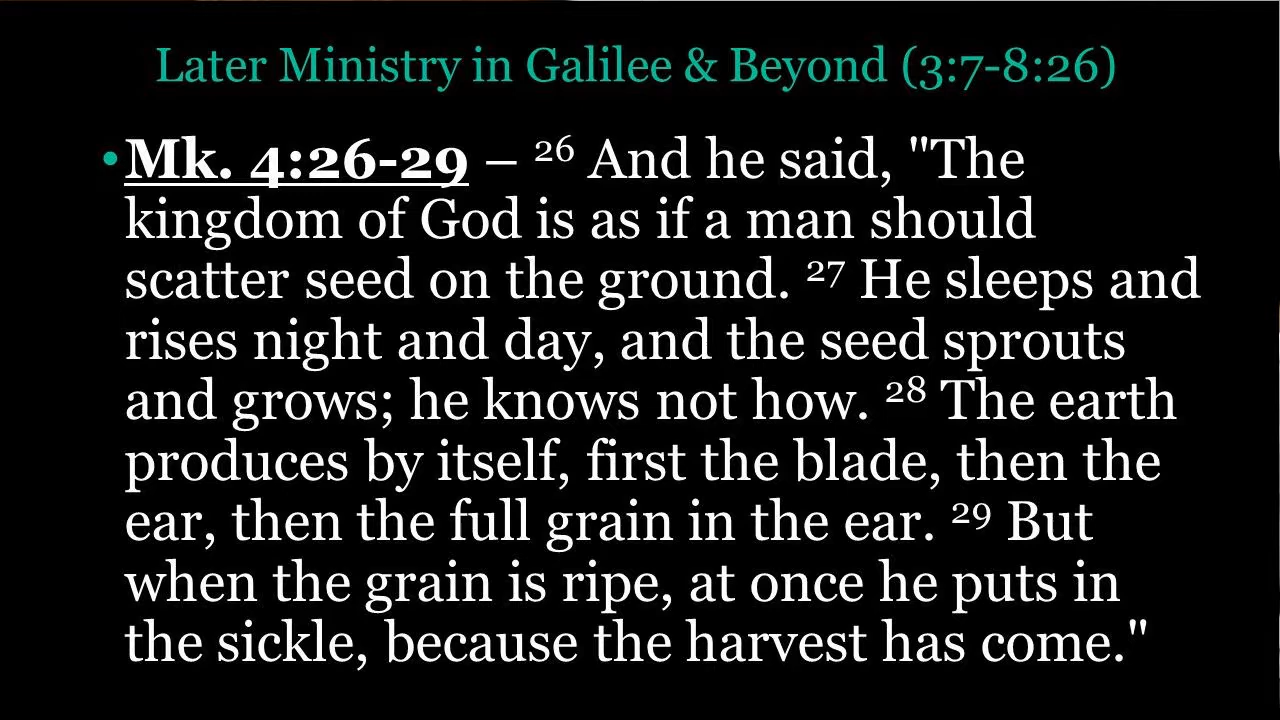 Later Ministry in Galilee & Beyond (3:7-8:26)
•Mk. 4:26-29 – 26 And he said, "The
kingdom of God is as if a man should
scatter seed on the ground. 27 He sleeps and
rises night and day, and the seed sprouts
and grows; he knows not how. 28 The earth
produces by itself, first the blade, then the
ear, then the full grain in the ear. 29 But
when the grain is ripe, at once he puts in
the sickle, because the harvest has come."